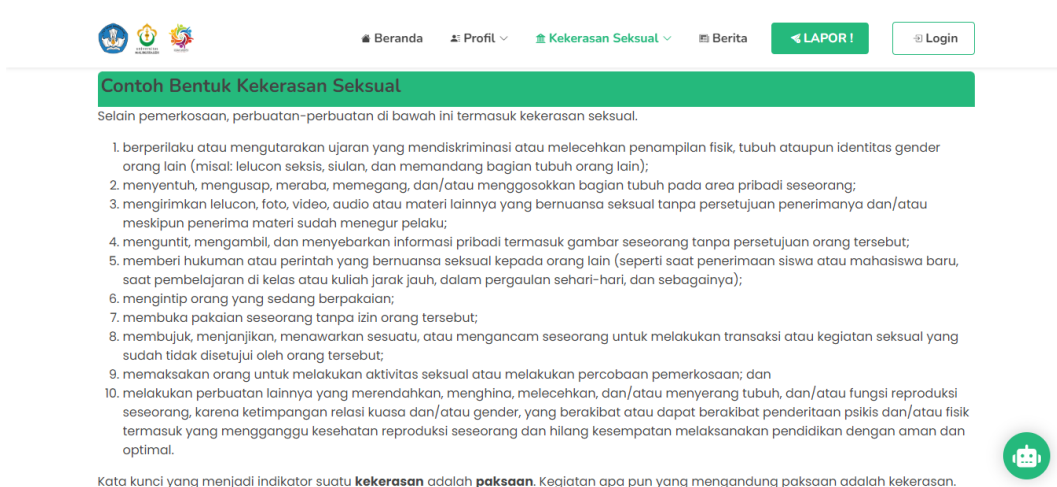 Beranda Profil Kekerasan Seksual Berita LAPOR ! Login
Contoh Bentuk Kekerasan Seksual
Selain pemerkosaan, perbuatan-perbuatan di bawah ini termasuk kekerasan seksual.
1. berperilaku atau mengutarakan ujaran yang mendiskriminasi atau melecehkan penampilan fisik, tubuh ataupun identitas gender
orang lain (misal: lelucon seksis, siulan, dan memandang bagian tubuh orang lain);
2. menyentuh, mengusap, meraba, memegang, dan/atau menggosokkan bagian tubuh pada area pribadi seseorang;
3. mengirimkan lelucon, foto, video, audio atau materi lainnya yang bernuansa seksual tanpa persetujuan penerimanya dan/atau
meskipun penerima materi sudah menegur pelaku;
4. menguntit, mengambil, dan menyebarkan informasi pribadi termasuk gambar seseorang tanpa persetujuan orang tersebut;
5. memberi hukuman atau perintah yang bernuansa seksual kepada orang lain (seperti saat penerimaan siswa atau mahasiswa baru,
saat pembelajaran di kelas atau kuliah jarak jauh, dalam pergaulan sehari-hari, dan sebagainya);
6. mengintip orang yang sedang berpakaian;
7. membuka pakaian seseorang tanpa izin orang tersebut;
8. membujuk, menjanjikan, menawarkan sesuatu, atau mengancam seseorang untuk melakukan transaksi atau kegiatan seksual yang
sudah tidak disetujui oleh orang tersebut;
9. memaksakan orang untuk melakukan aktivitas seksual atau melakukan percobaan pemerkosaan; dan
10. melakukan perbuatan lainnya yang merendahkan, menghina, melecehkan, dan/atau menyerang tubuh, dan/atau fungsi reproduksi
seseorang, karena ketimpangan relasi kuasa dan/atau gender, yang berakibat atau dapat berakibat penderitaan psikis dan/atau fisik
termasuk yang mengganggu kesehatan reproduksi seseorang dan hilang kesempatan melaksanakan pendidikan dengan aman dan
optimal.
Kata kunci yang menjadi indikator suatu kekerasan adalah paksaan. Kegiatan apa pun yang mengandung paksaan adalah kekerasan.